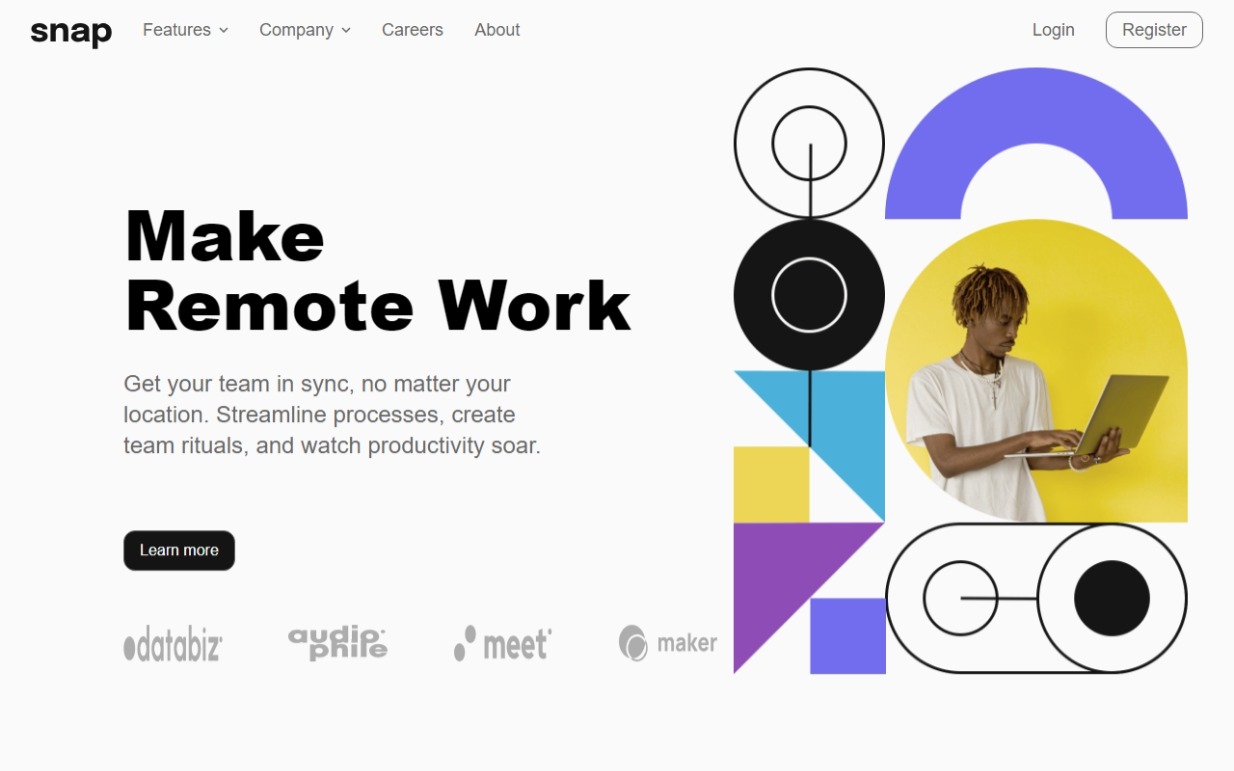 snap Features Company Careers About Login Register
Make
Remote Work
Get your team in sync, no matter your
location. Streamline processes, create
team rituals, and watch productivity soar.
Learn more
databiz audiophile meet maker